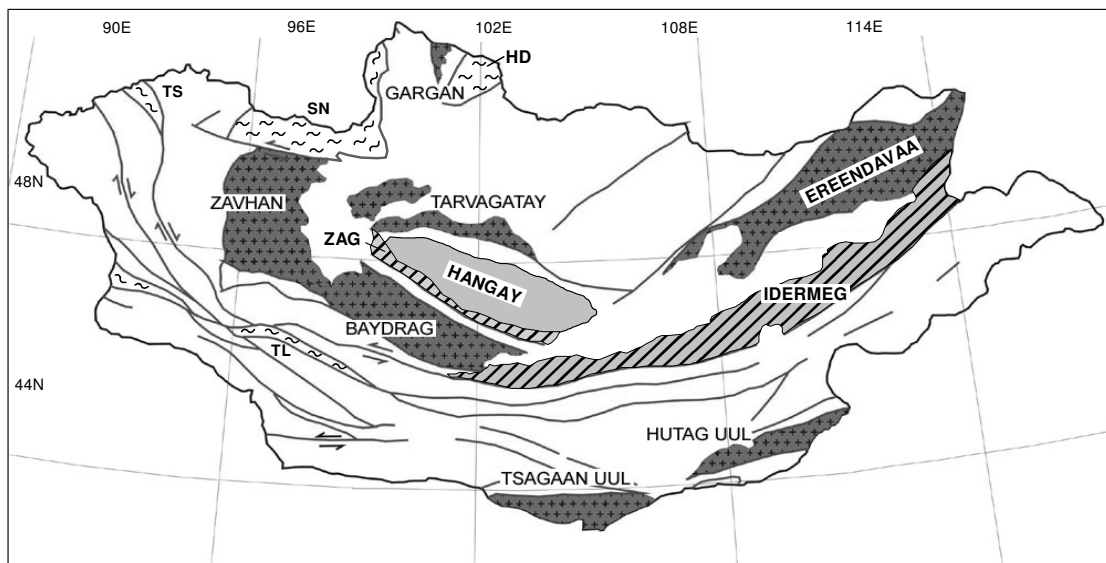 90E
96E
102E
108E
114E
HD
TS
GARGAN
SN
EREENDAVAA
48N
ZAVHAN
TARVAGATAY
ZAG
HANGAY
IDERMEG
BAYDRAG
TL
44N
HUTAG UUL
TSAGAAN UUL